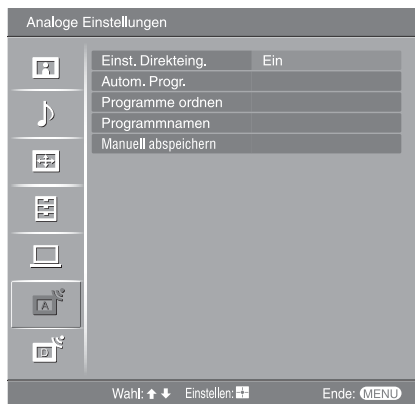 Analoge Einstellungen
Einst. Direkteing. Ein
Autom. Progr.
Programme ordnen
Programmnamen
Manuell abspeichern
A
D
Wahl: Einstellen: Ende: MENU